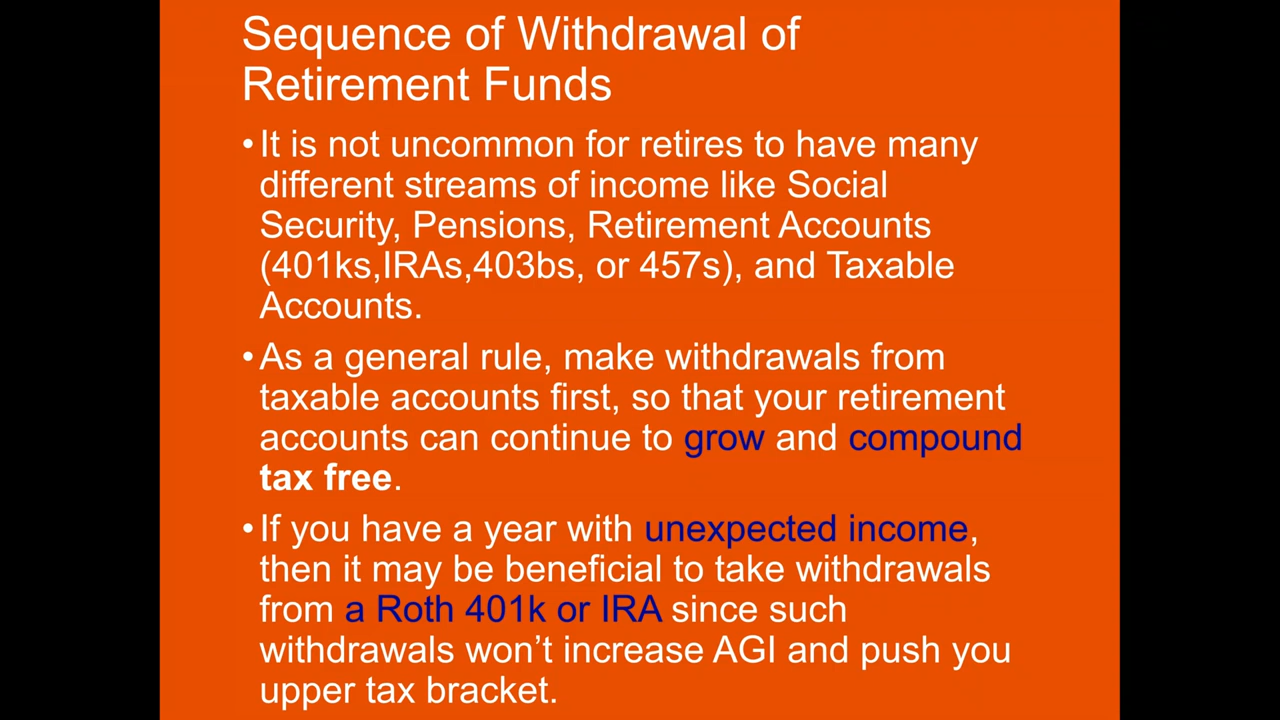 Sequence of Withdrawal of
Retirement Funds
•It is not uncommon for retires to have many
different streams of income like Social
Security, Pensions, Retirement Accounts
(401ks,IRAs,403bs, or 457s), and Taxable
Accounts.
•As a general rule, make withdrawals from
taxable accounts first, so that your retirement
accounts can continue to grow and compound
tax free.
•If you have a year with unexpected income,
then it may be beneficial to take withdrawals
from a Roth 401k or IRA since such
withdrawals won’t increase AGI and push you
upper tax bracket.